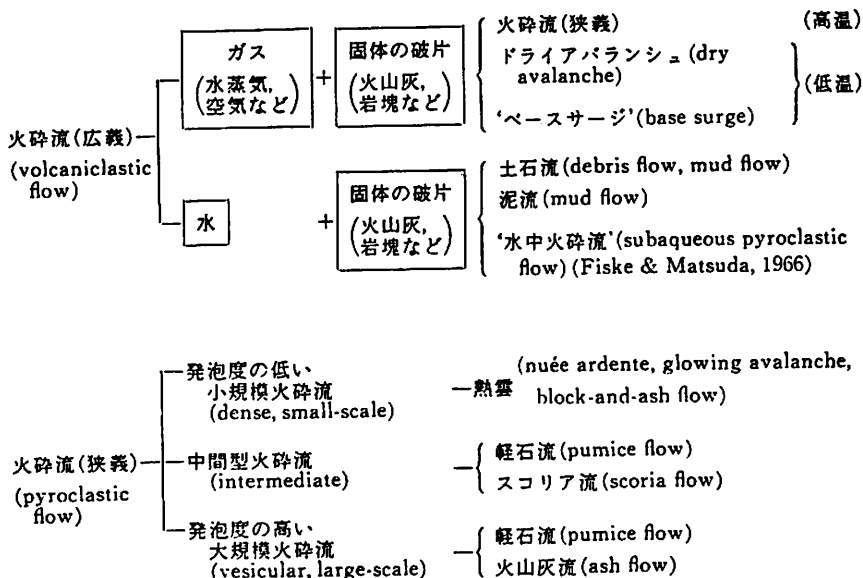 火砕流(広義)
(volcaniclastic
flow)
ガス
(水蒸気,
空気など)
+
固体の破片
(火山灰,
岩塊など)
火砕流(狭義)
(高温)
ドライアバランシュ(dry
avalanche)
(低温)
'ベースサージ'(base surge)
水
+
固体の破片
(火山灰,
岩塊など)
土石流(debris flow, mud flow)
泥流(mud flow)
'水中火砕流'(subaqueous pyroclastic
flow)(Fiske & Matsuda, 1966)
火砕流(狭義)
(pyroclastic
flow)
発泡度の低い
小規模火砕流
(dense, small-scale)
熱雲
(nuée ardente, glowing avalanche,
block-and-ash flow)
中間型火砕流
(intermediate)
軽石流(pumice flow)
スコリア流(scoria flow)
発泡度の高い
大規模火砕流
(vesicular, large-scale)
軽石流(pumice flow)
火山灰流(ash flow)